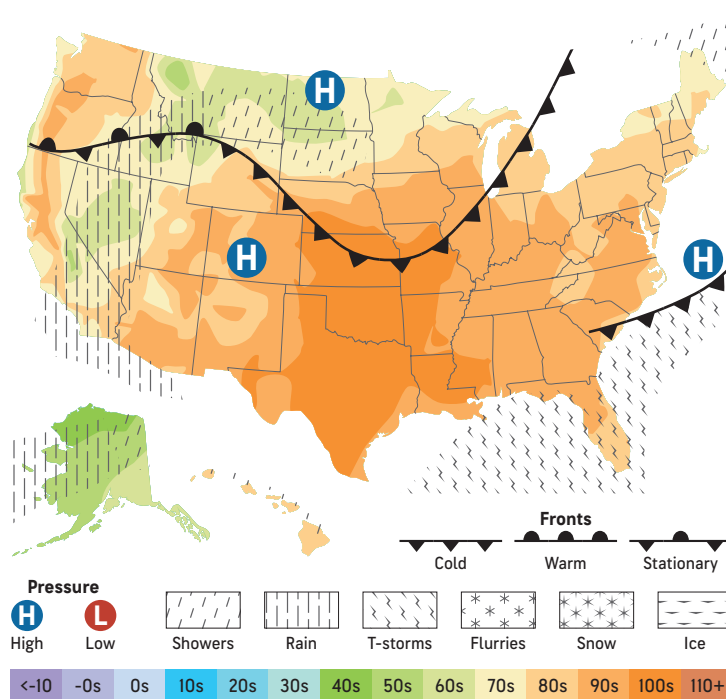 H
H
H
Fronts
Cold Warm Stationary
Pressure
H L
High Low Showers Rain T-storms Flurries Snow Ice
<-10 -0s 0s 10s 20s 30s 40s 50s 60s 70s 80s 90s 100s 110+